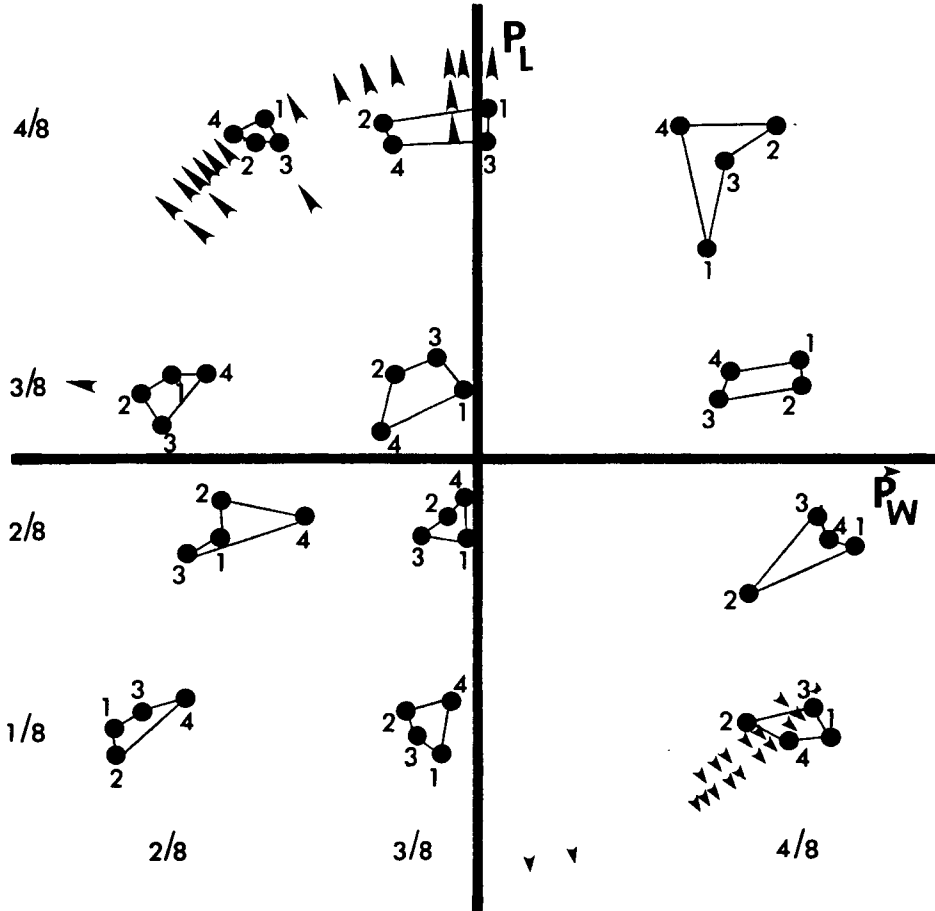 P_L
4/8
4 1 2 3
2 1 4 3
4 2 3 1
3/8
1 4 2 3
3 2 1 4
4 1 3 2
P_W
2/8
2 4 3 1
4 2 3 1
3 4 1 2
1/8
1 3 4 2
4 2 3 1
3 2 1 4
2/8 3/8 4/8